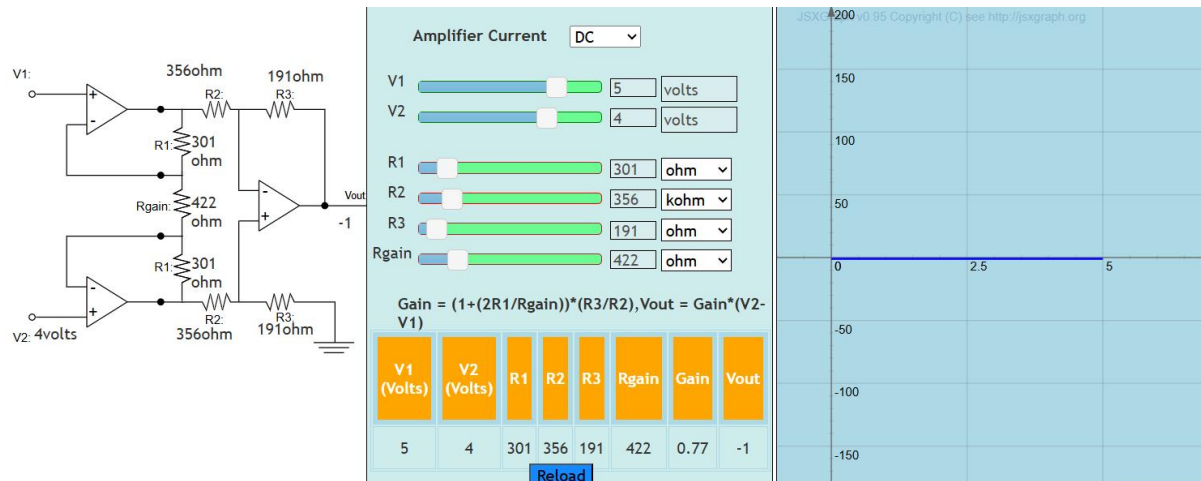 V1:
356ohm
R2:
191ohm
R3:
+
-
R1:
301
ohm
Rgain:
422
ohm
-
+
Vout
-1
R1:
301
ohm
-
+
V2: 4volts
R2:
356ohm
R3:
191ohm
Amplifier Current DC
V1 5 volts
V2 4 volts
R1 301 ohm
R2 356 kohm
R3 191 ohm
Rgain 422 ohm
Gain = (1+(2R1/Rgain))*(R3/R2),Vout = Gain*(V2-
V1)
V1 (Volts) V2 (Volts) R1 R2 R3 Rgain Gain Vout
5 4 301 356 191 422 0.77 -1
Reload
JSXGraph v0.95 Copyright (C) see http://jsxgraph.org
200
150
100
50
0 2.5 5
-50
-100
-150